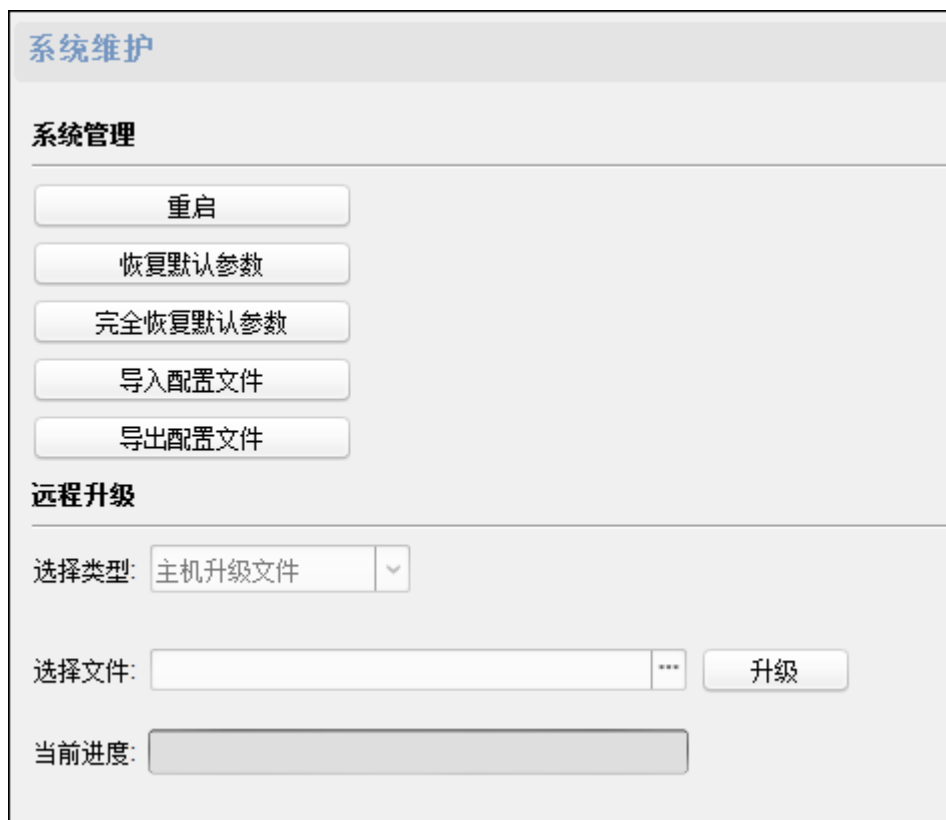 系统维护
系统管理
重启
恢复默认参数
完全恢复默认参数
导入配置文件
导出配置文件
远程升级
选择类型: 主机升级文件
选择文件: ... 升级
当前进度: